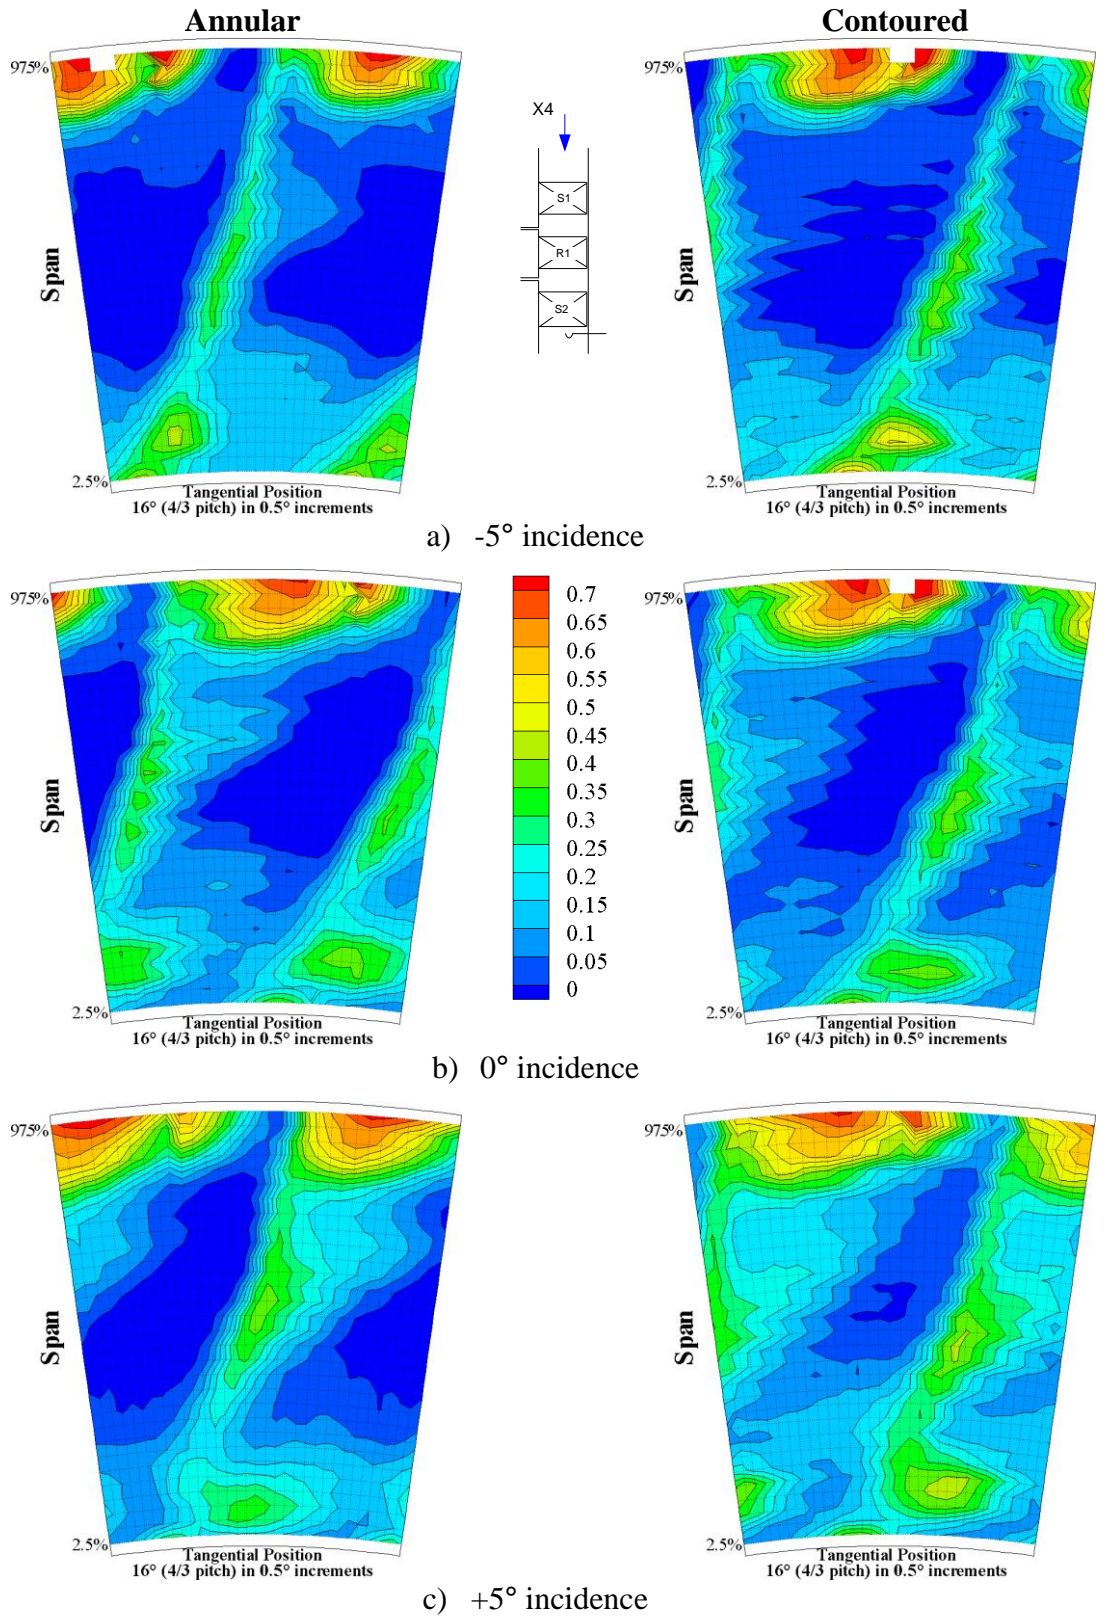 Annular
Contoured
975%
975%
X4
S1
R1
S2
Span
Span
2.5%
2.5%
Tangential Position
16° (4/3 pitch) in 0.5° increments
Tangential Position
16° (4/3 pitch) in 0.5° increments
a) -5° incidence
975%
975%
0.7
0.65
0.6
0.55
0.5
0.45
0.4
0.35
0.3
0.25
0.2
0.15
0.1
0.05
0
Span
Span
2.5%
2.5%
Tangential Position
16° (4/3 pitch) in 0.5° increments
Tangential Position
16° (4/3 pitch) in 0.5° increments
b) 0° incidence
975%
975%
Span
Span
2.5%
2.5%
Tangential Position
16° (4/3 pitch) in 0.5° increments
Tangential Position
16° (4/3 pitch) in 0.5° increments
c) +5° incidence